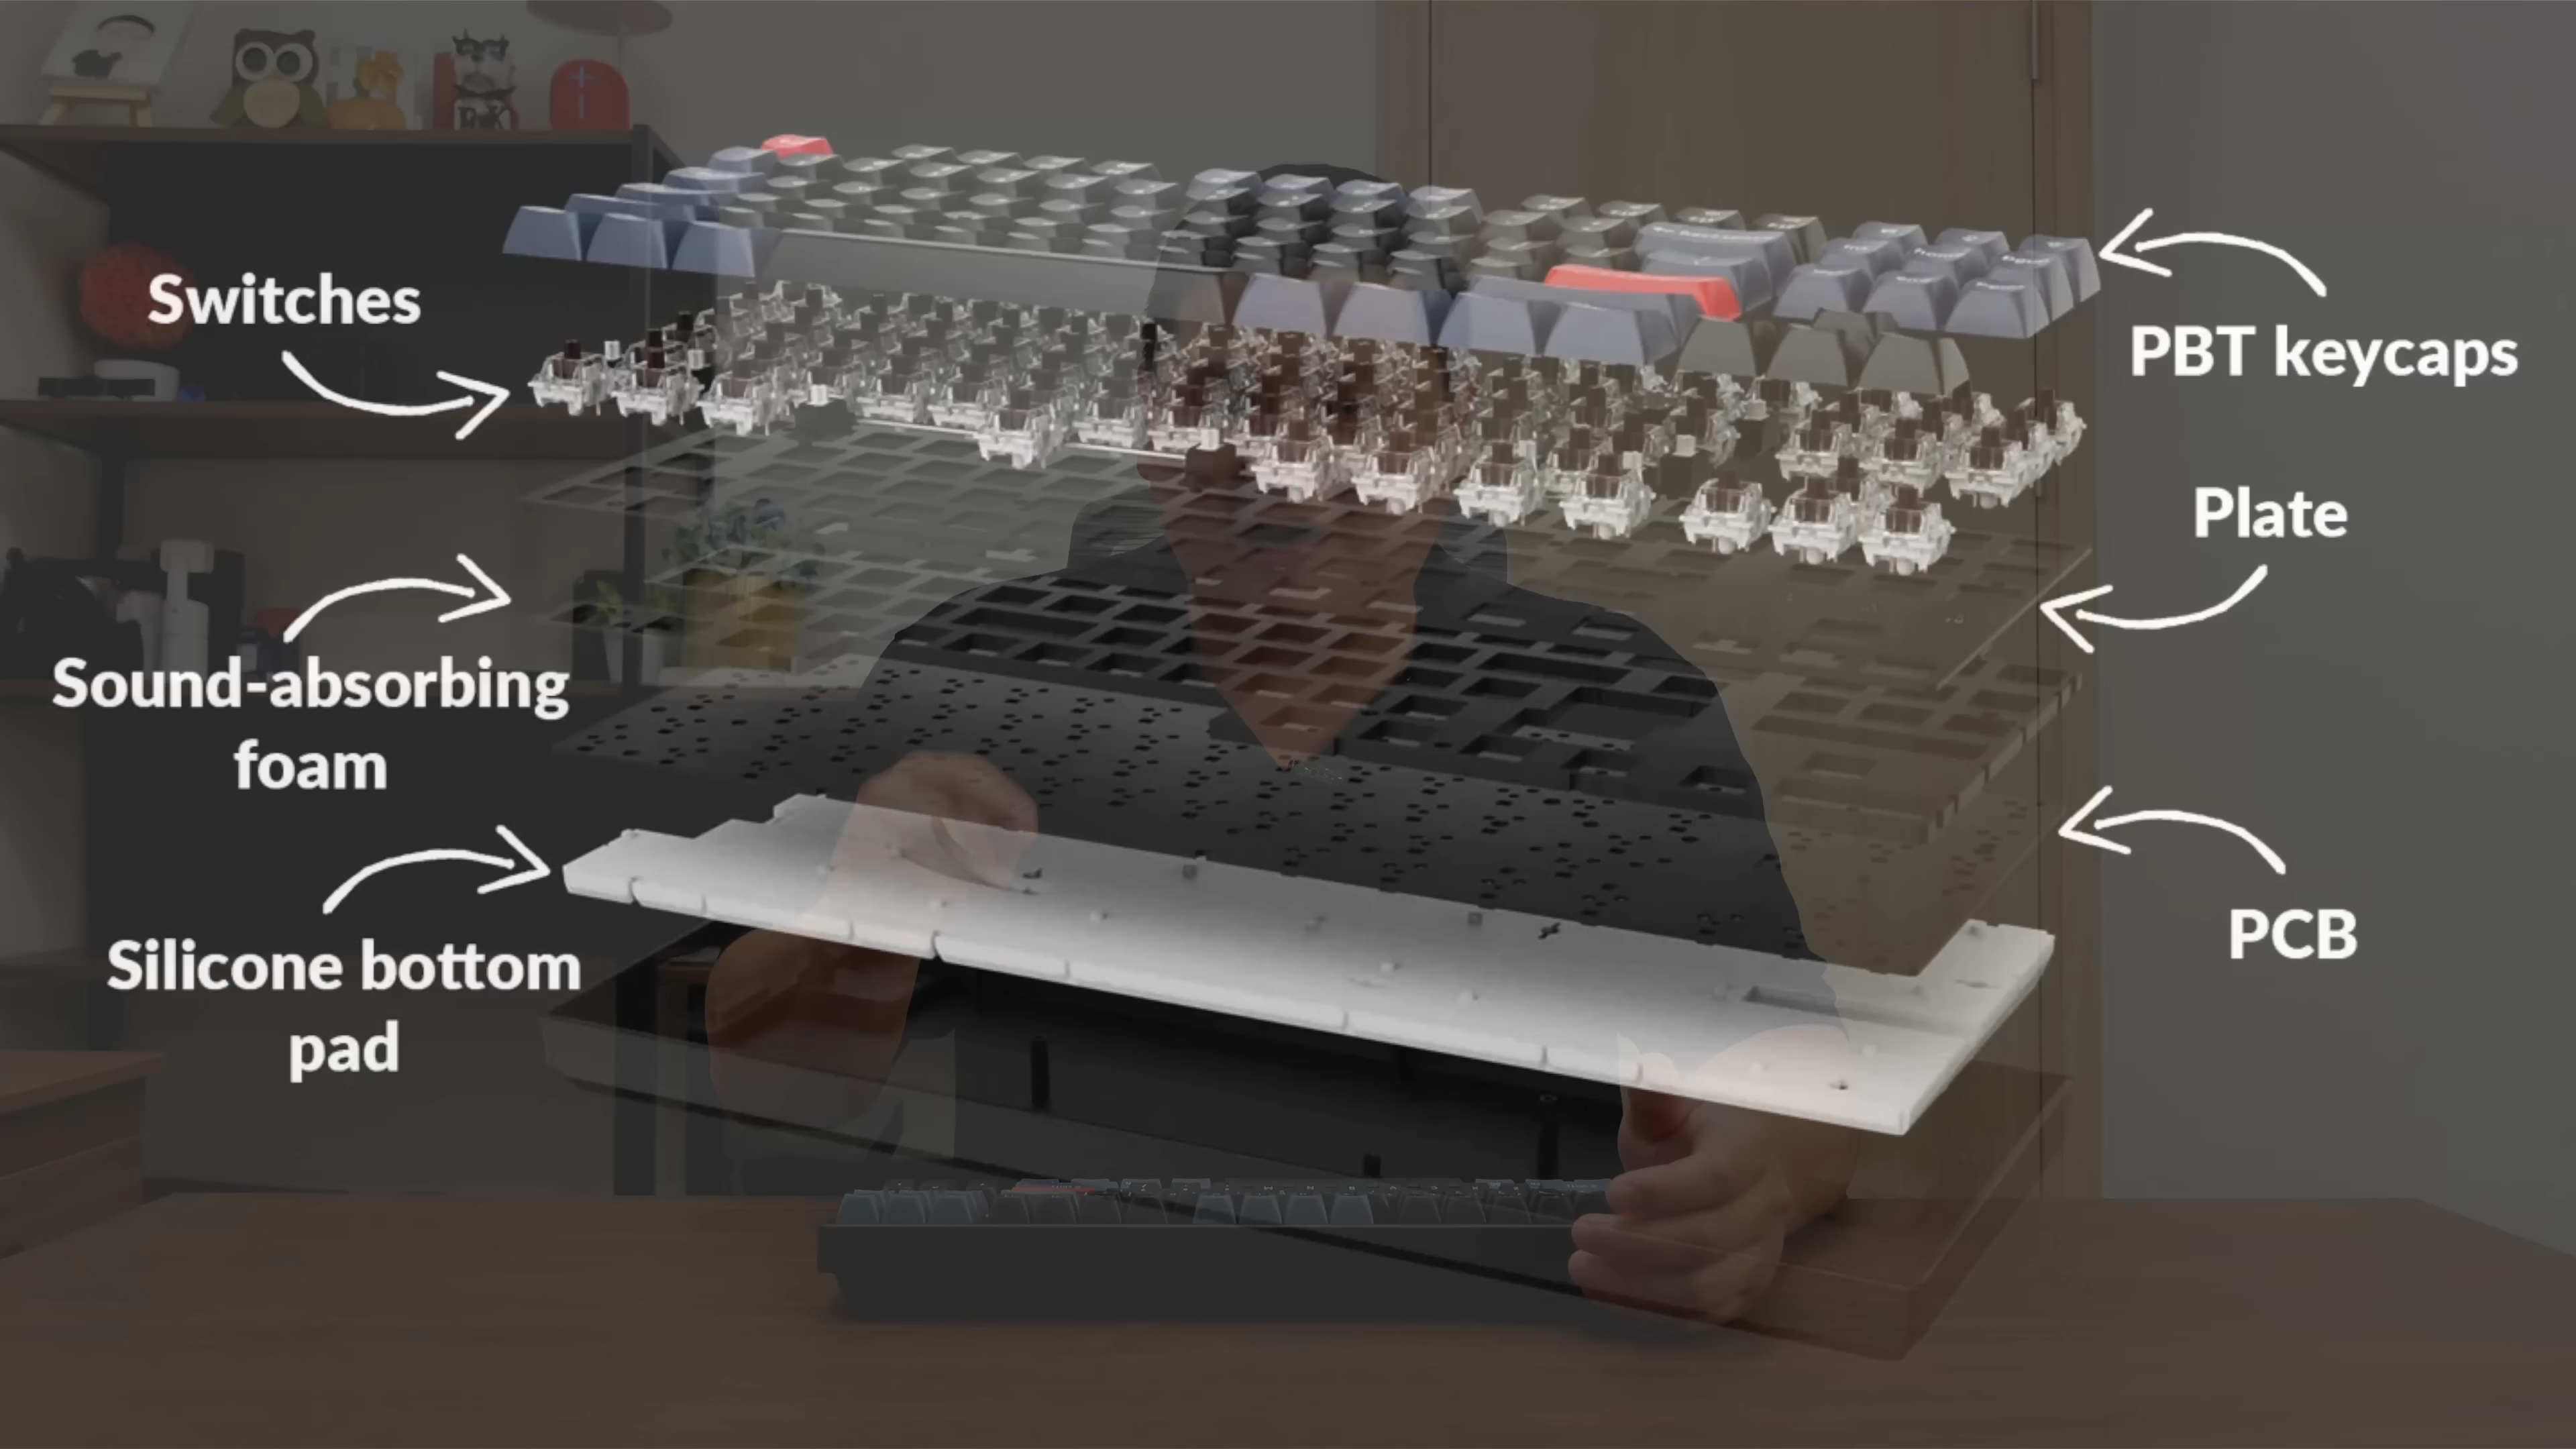 Switches
PBT keycaps
Plate
Sound-absorbing
foam
PCB
Silicone bottom
pad